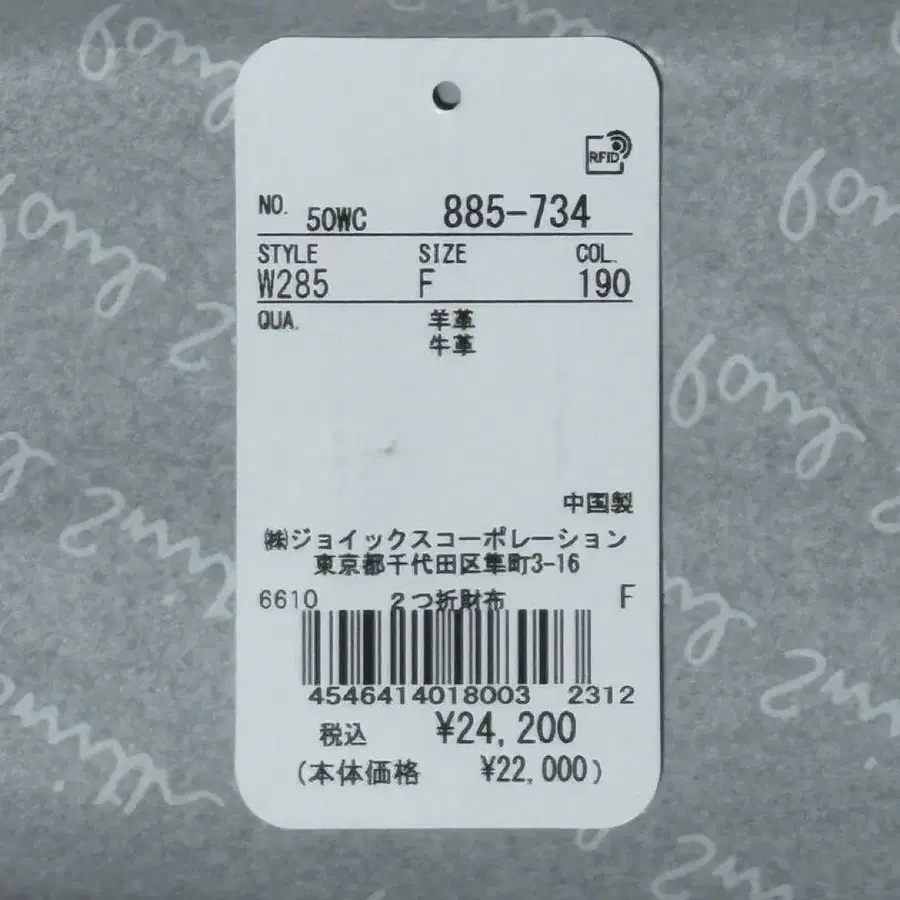 RFID
NO. 50WC 885-734
STYLE SIZE COL.
W285 F 190
QUA. 羊革
牛革
中国製
㈱ジョイックスコーポレーション
東京都千代田区隼町3-16
6610 2つ折財布 F
4546414018003 2312
税込 ¥24,200
(本体価格 ¥22,000)